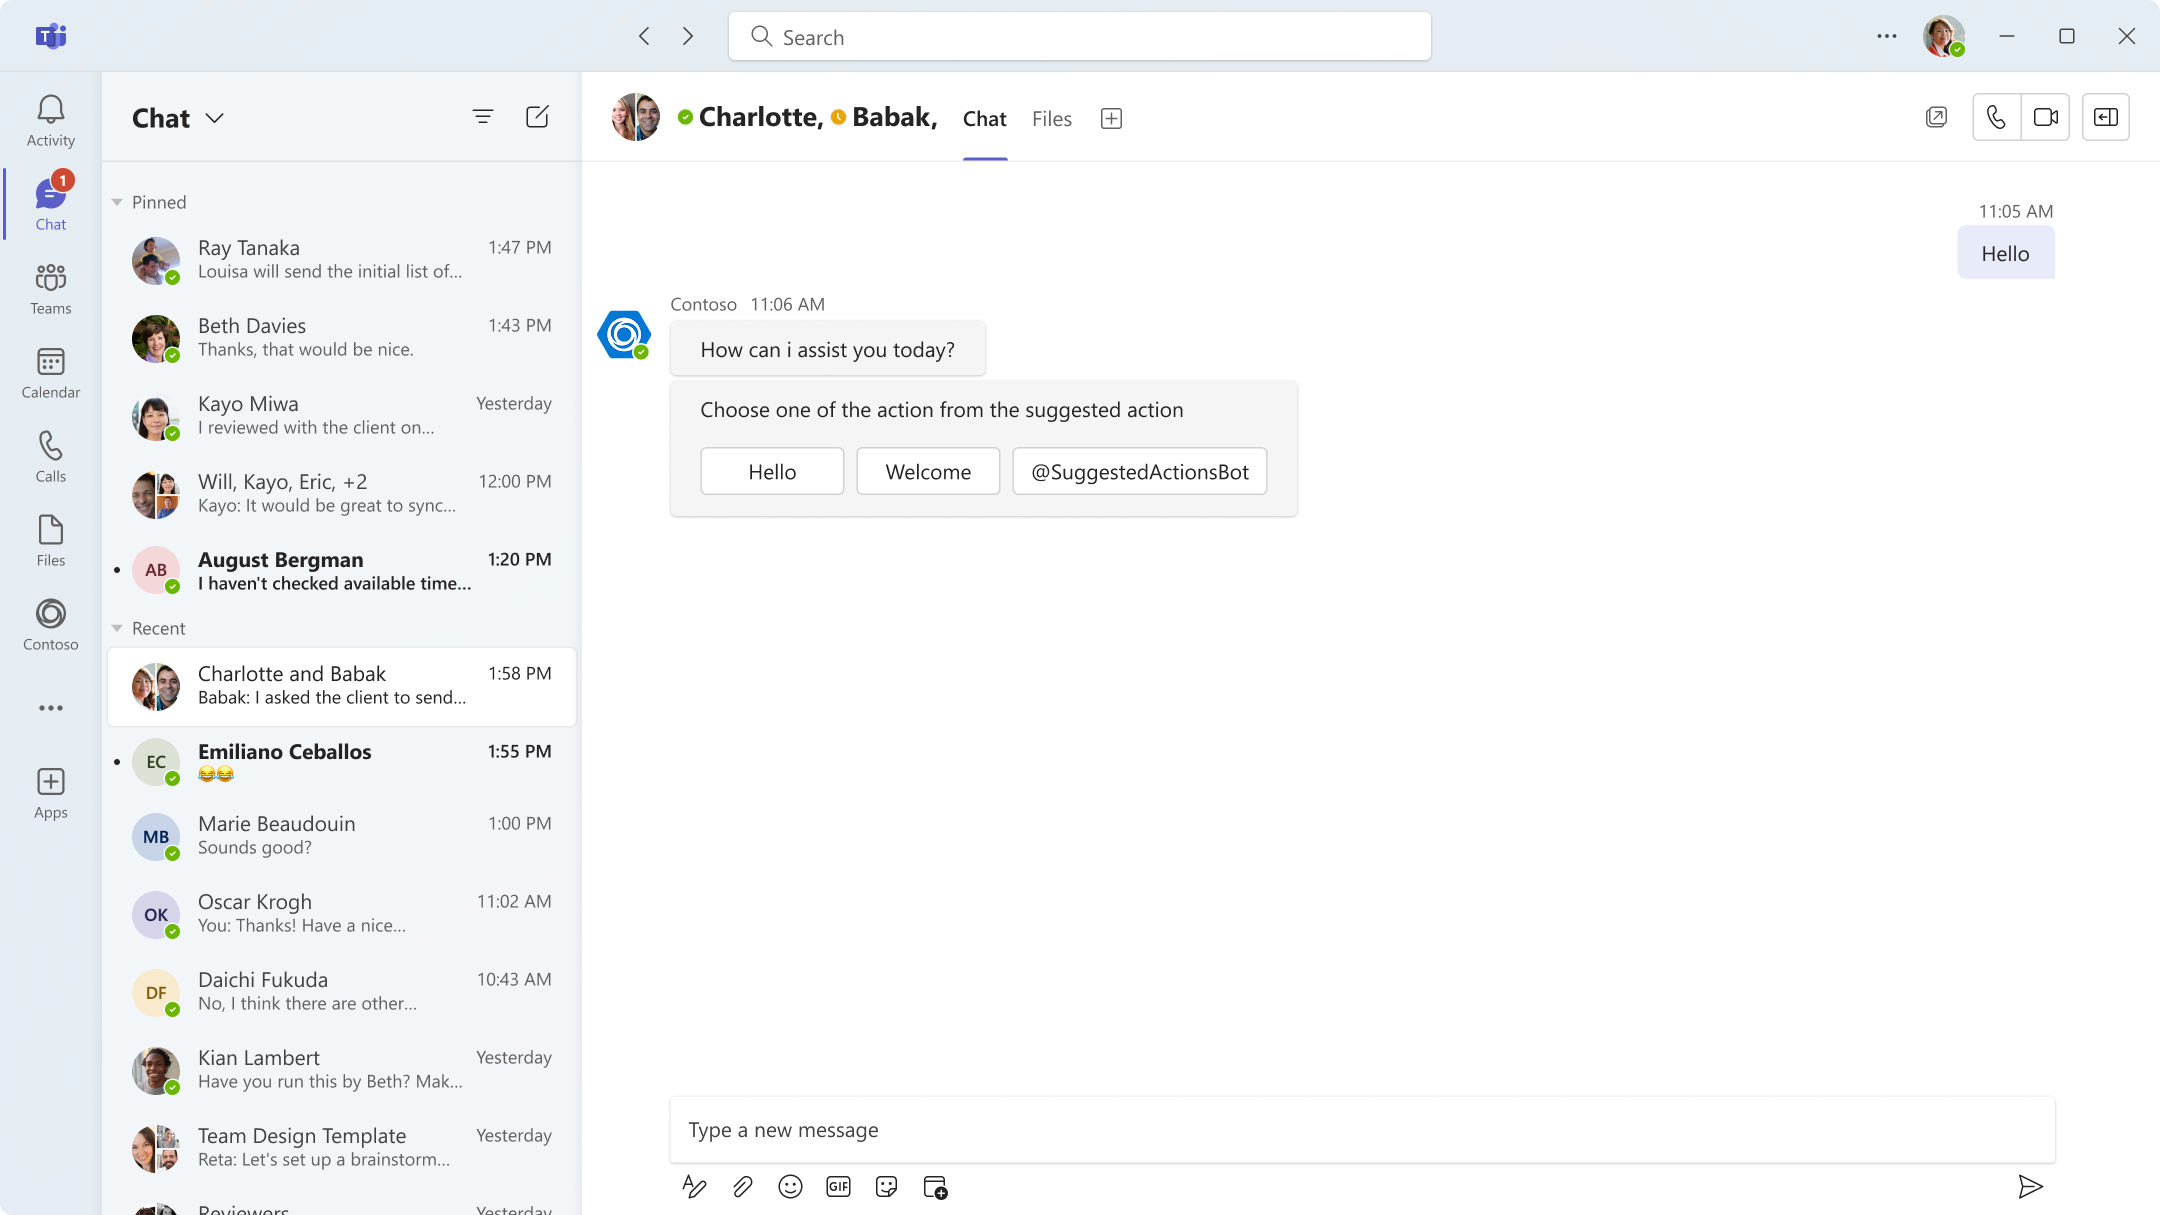 Search
Activity
1
Chat
Teams
Calendar
Calls
Files
Contoso
Apps
Chat
Pinned
Ray Tanaka 1:47 PM
Louisa will send the initial list of...
Beth Davies 1:43 PM
Thanks, that would be nice.
Kayo Miwa Yesterday
I reviewed with the client on...
Will, Kayo, Eric, +2 12:00 PM
Kayo: It would be great to sync...
AB
August Bergman 1:20 PM
I haven't checked available time...
Recent
Charlotte and Babak 1:58 PM
Babak: I asked the client to send...
EC
Emiliano Ceballos 1:55 PM
😂😂
MB
Marie Beaudouin 1:00 PM
Sounds good?
OK
Oscar Krogh 11:02 AM
You: Thanks! Have a nice...
DF
Daichi Fukuda 10:43 AM
No, I think there are other...
Kian Lambert Yesterday
Have you run this by Beth? Mak...
Team Design Template Yesterday
Reta: Let's set up a brainstorm...
Reviewers Yesterday
Charlotte, Babak, Chat Files
11:05 AM
Hello
Contoso 11:06 AM
How can i assist you today?
Choose one of the action from the suggested action
Hello Welcome @SuggestedActionsBot
Type a new message
GIF